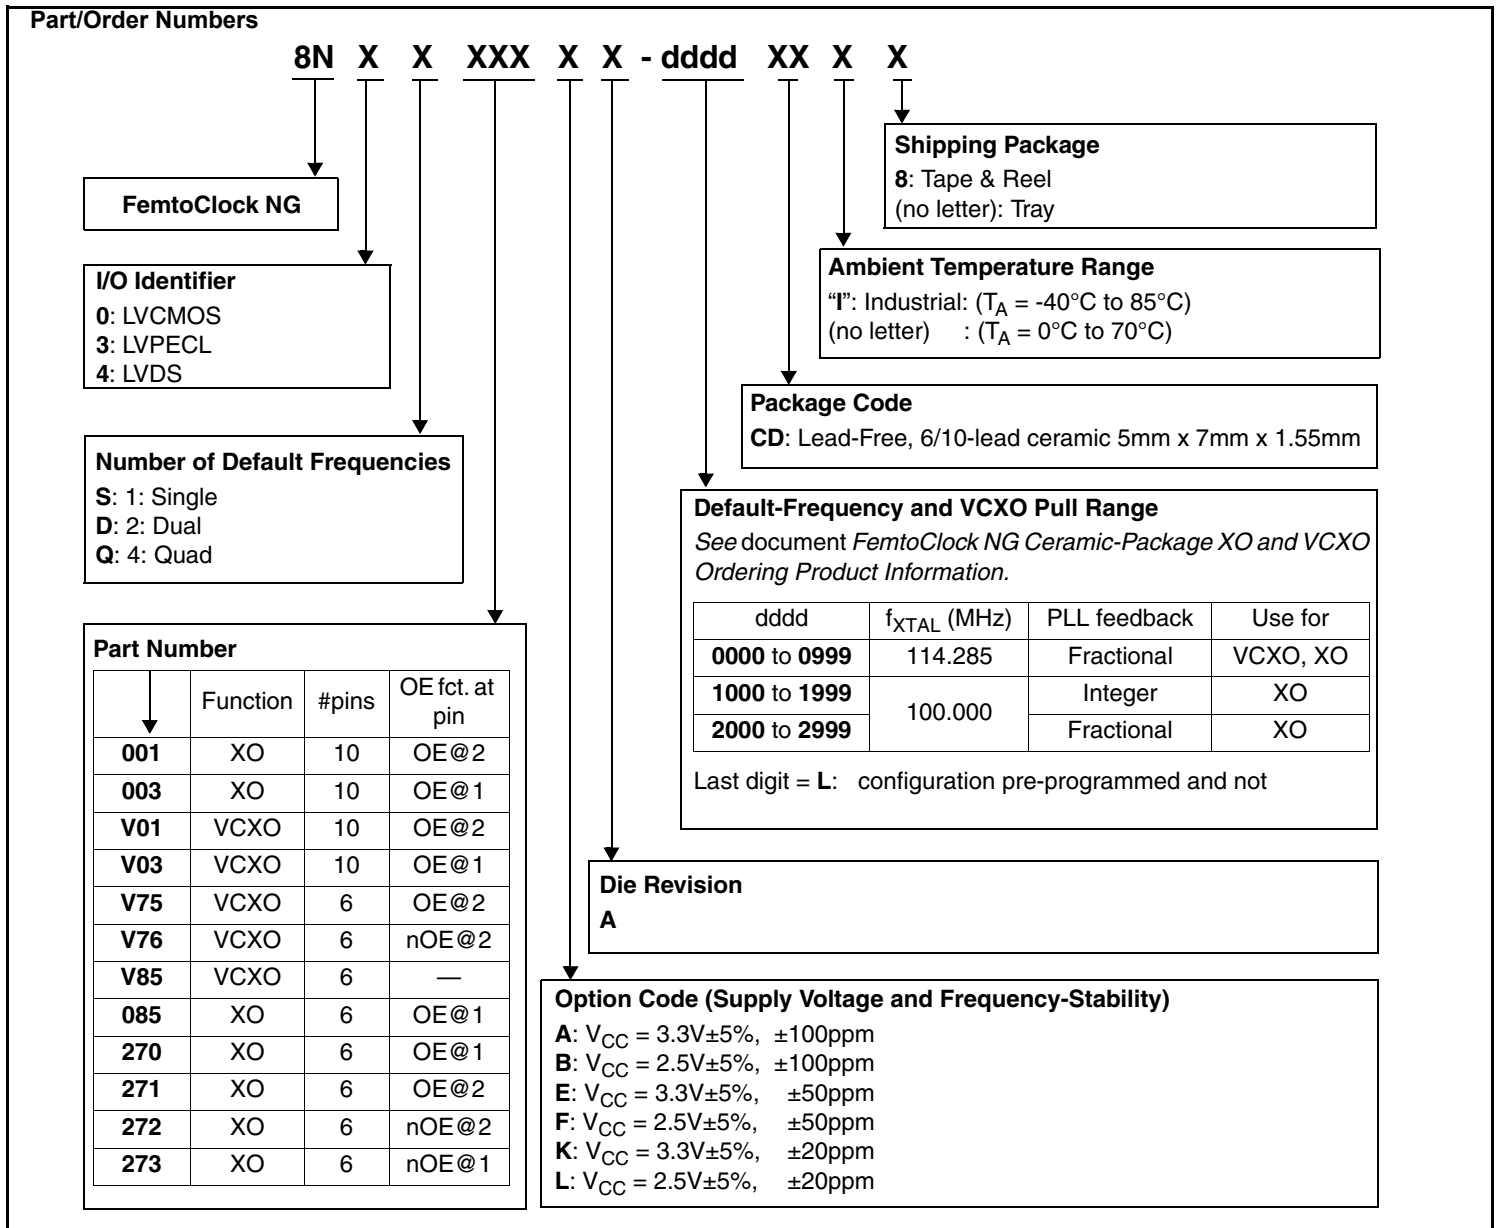 Part/Order Numbers
8N X X XXX X X - dddd XX X X
Shipping Package
8: Tape & Reel
(no letter): Tray
FemtoClock NG
Ambient Temperature Range
“I”: Industrial: (TA = -40°C to 85°C)
(no letter) : (TA = 0°C to 70°C)
I/O Identifier
0: LVCMOS
3: LVPECL
4: LVDS
Package Code
CD: Lead-Free, 6/10-lead ceramic 5mm x 7mm x 1.55mm
Number of Default Frequencies
S: 1: Single
D: 2: Dual
Q: 4: Quad
Default-Frequency and VCXO Pull Range
See document FemtoClock NG Ceramic-Package XO and VCXO
Ordering Product Information.
dddd fXTAL (MHz) PLL feedback Use for
0000 to 0999 114.285 Fractional VCXO, XO
1000 to 1999 100.000 Integer XO
2000 to 2999 Fractional XO
Last digit = L: configuration pre-programmed and not
Part Number
Function #pins OE fct. at
pin
001 XO 10 OE@2
003 XO 10 OE@1
V01 VCXO 10 OE@2
V03 VCXO 10 OE@1
V75 VCXO 6 OE@2
V76 VCXO 6 nOE@2
V85 VCXO 6 —
085 XO 6 OE@1
270 XO 6 OE@1
271 XO 6 OE@2
272 XO 6 nOE@2
273 XO 6 nOE@1
Die Revision
A
Option Code (Supply Voltage and Frequency-Stability)
A: VCC = 3.3V±5%, ±100ppm
B: VCC = 2.5V±5%, ±100ppm
E: VCC = 3.3V±5%, ±50ppm
F: VCC = 2.5V±5%, ±50ppm
K: VCC = 3.3V±5%, ±20ppm
L: VCC = 2.5V±5%, ±20ppm